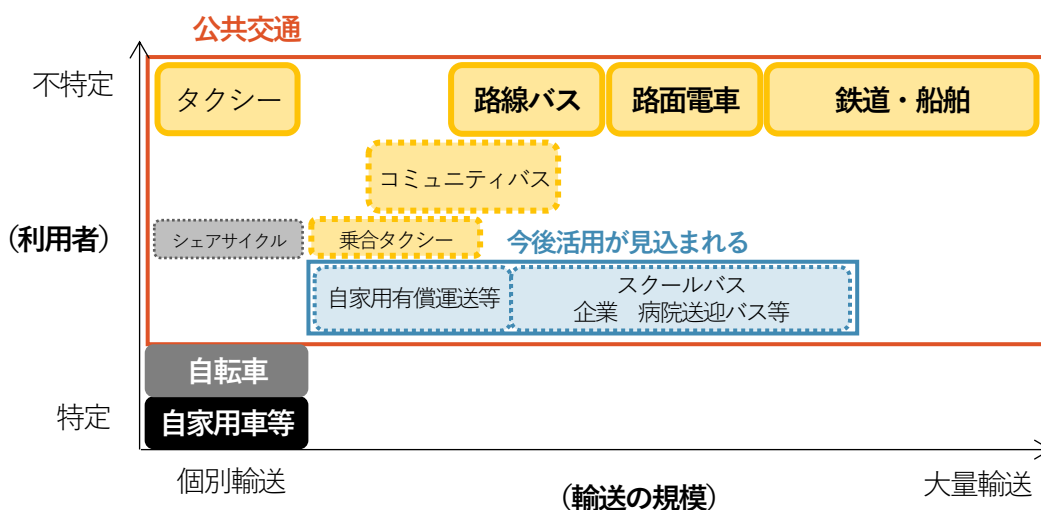 公共交通
不特定
タクシー
路線バス
路面電車
鉄道・船舶
コミュニティバス
（利用者）
シェアサイクル
乗合タクシー
今後活用が見込まれる
自家用有償運送等
スクールバス
企業　病院送迎バス等
自転車
特定
自家用車等
個別輸送
（輸送の規模）
大量輸送